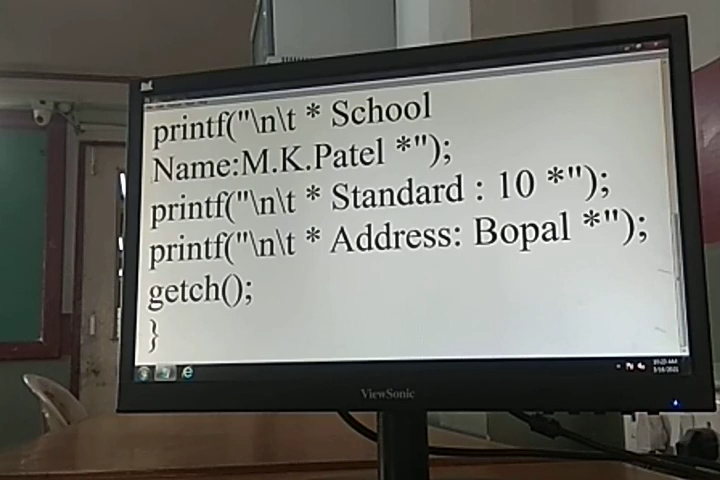 printf("\n\t * School
Name:M.K.Patel *");
printf("\n\t * Standard : 10 *");
printf("\n\t * Address: Bopal *");
getch();
}
ViewSonic